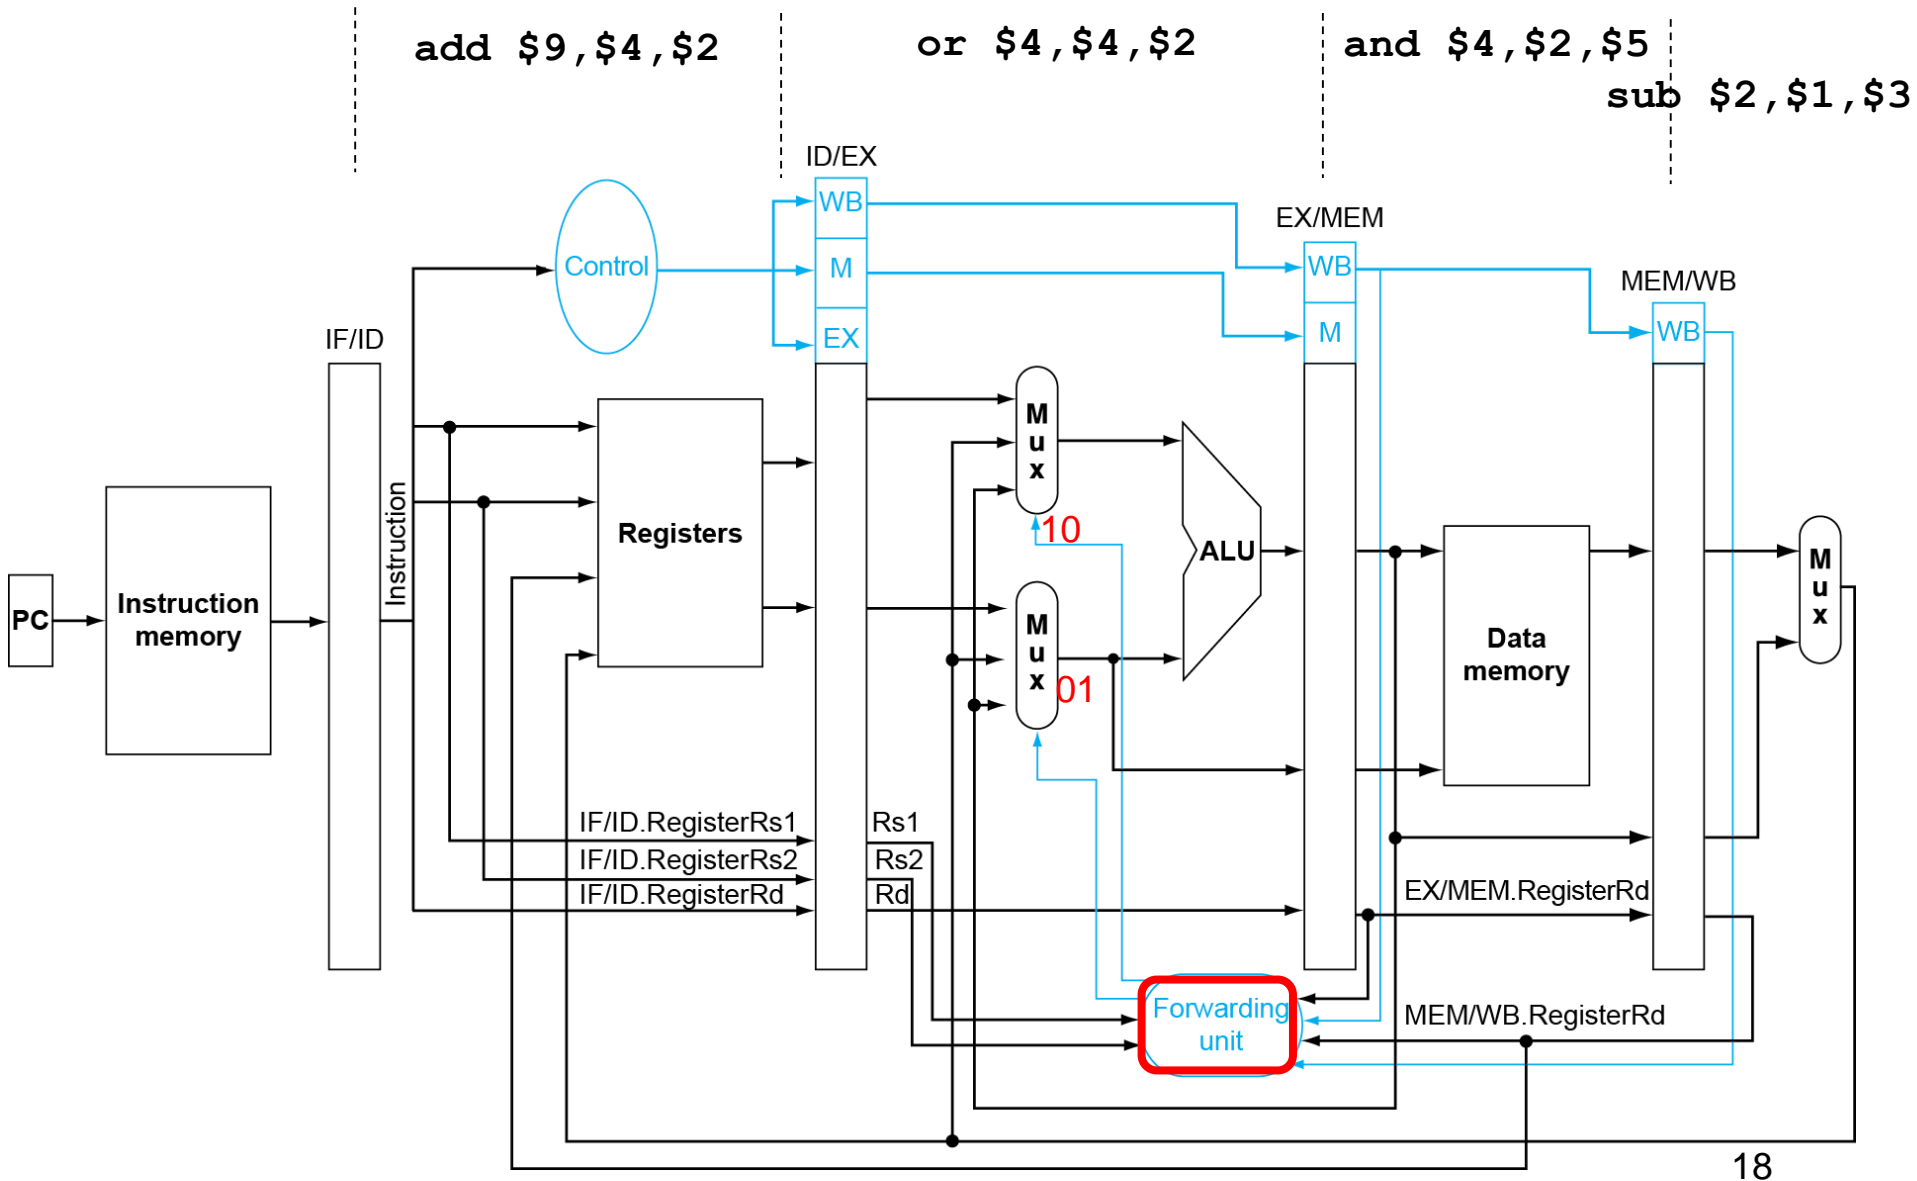 add $9,$4,$2
or $4,$4,$2
and $4,$2,$5
sub $2,$1,$3
ID/EX
WB
M
EX
Control
EX/MEM
WB
M
MEM/WB
WB
IF/ID
Instruction
PC
Instruction
memory
Registers
M
u
x
10
M
u
x
01
ALU
Data
memory
M
u
x
IF/ID.RegisterRs1
IF/ID.RegisterRs2
IF/ID.RegisterRd
Rs1
Rs2
Rd
EX/MEM.RegisterRd
Forwarding
unit
MEM/WB.RegisterRd
18